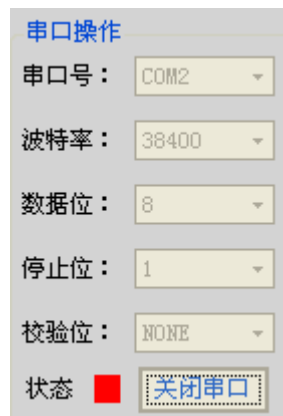 串口操作
串口号： COM2
波特率： 38400
数据位： 8
停止位： 1
校验位： NONE
状态 关闭串口